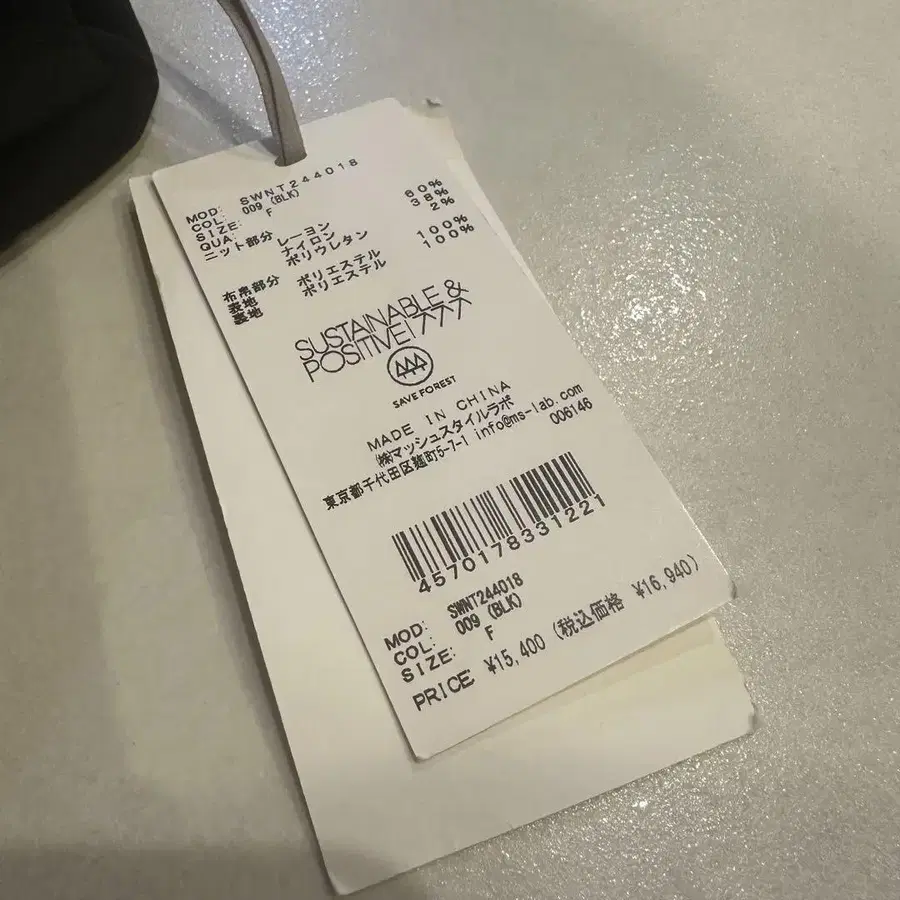 MOD: SWNT244018
COL: 009 (BLK)
SIZE: F
QUA:
ニット部分 レーヨン 60%
ナイロン 38%
ポリウレタン 2%
布帛部分
表地 ポリエステル 100%
裏地 ポリエステル 100%
SUSTAINABLE &
POSITIVE! 777
SAVE FOREST
MADE IN CHINA
㈱マッシュスタイルラボ
東京都千代田区麹町5-7-1 info@ms-lab.com
006146
4570178331221
MOD: SWNT244018
COL: 009 (BLK)
SIZE: F
PRICE: ¥15,400 (税込価格 ¥16,940)